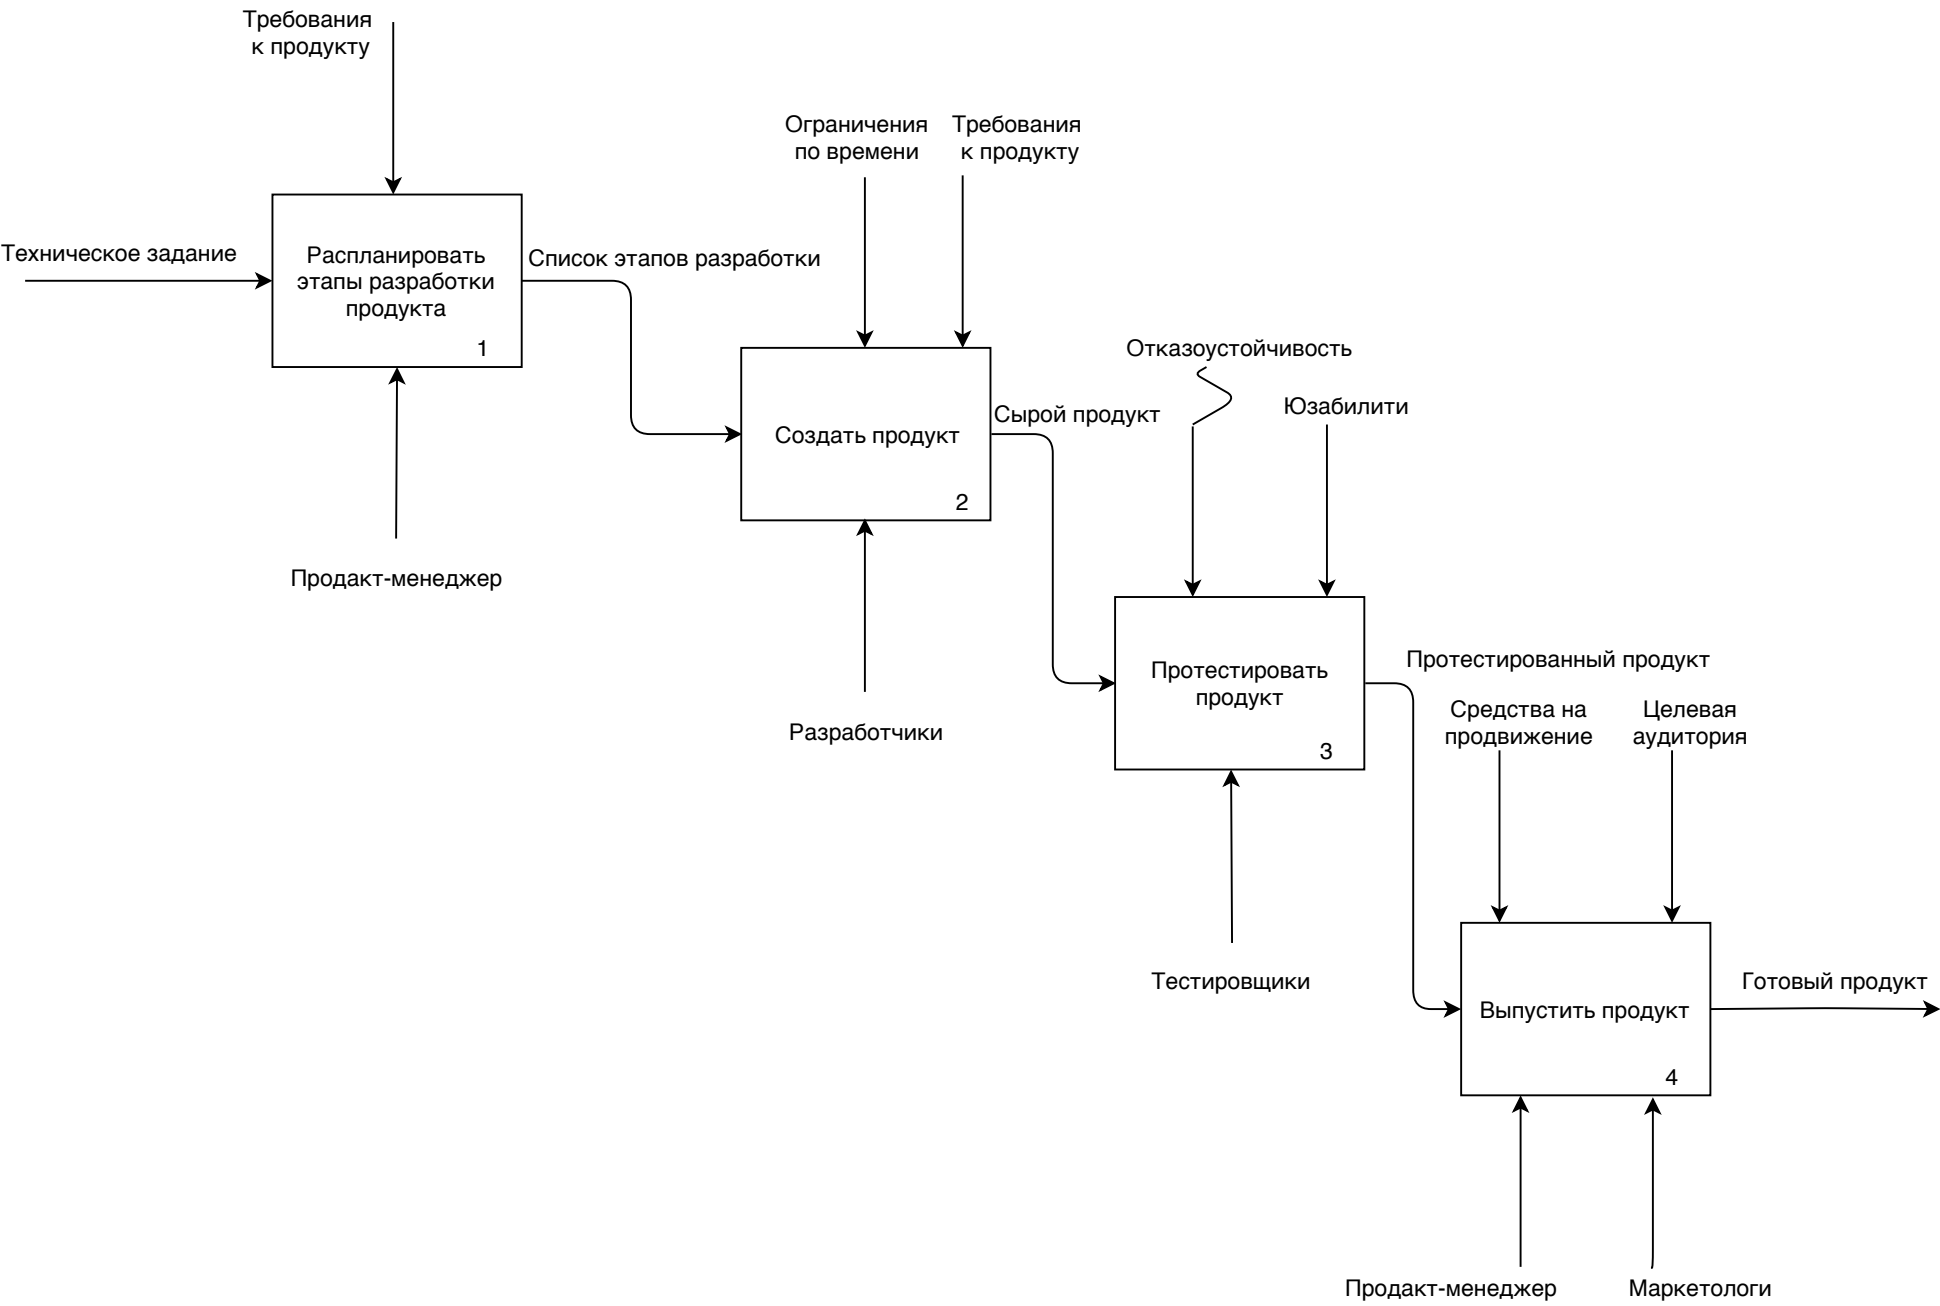 Требования
к продукту
Ограничения
по времени
Требования
к продукту
Техническое задание
Распланировать
этапы разработки
продукта
1
Список этапов разработки
Отказоустойчивость
Юзабилити
Сырой продукт
Создать продукт
2
Продакт-менеджер
Протестировать
продукт
3
Протестированный продукт
Разработчики
Средства на
продвижение
Целевая
аудитория
Тестировщики
Готовый продукт
Выпустить продукт
4
Продакт-менеджер
Маркетологи